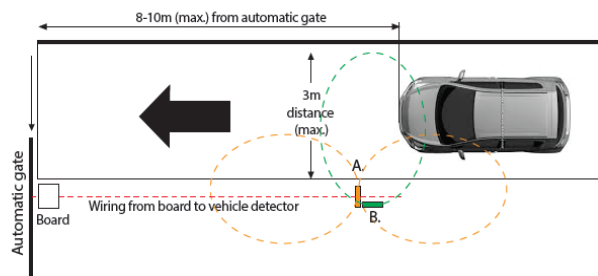 8-10m (max.) from automatic gate
3m
distance
(max.)
A.
B.
Wiring from board to vehicle detector
Board
Automatic gate